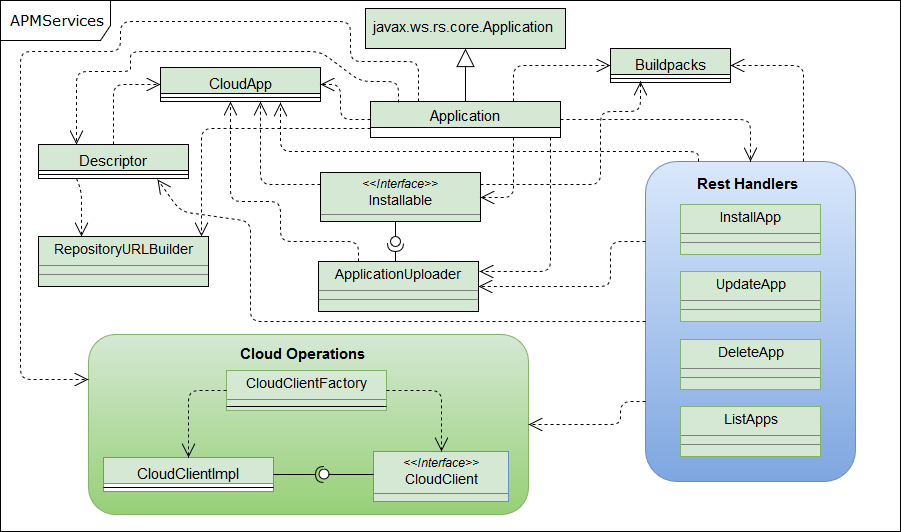 APMServices
javax.ws.rs.core.Application
CloudApp
Buildpacks
Application
Descriptor
<<Interface>>
Installable
Rest Handlers
InstallApp
RepositoryURLBuilder
ApplicationUploader
UpdateApp
Cloud Operations
DeleteApp
CloudClientFactory
ListApps
CloudClientImpl
<<Interface>>
CloudClient